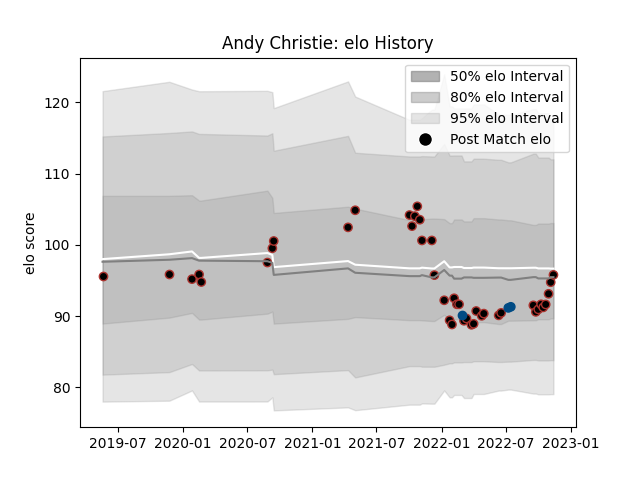 Andy Christie: elo History
50% elo Interval
80% elo Interval
95% elo Interval
Post Match elo
elo score
120
110
100
90
80
2019-07 2020-01 2020-07 2021-01 2021-07 2022-01 2022-07 2023-01